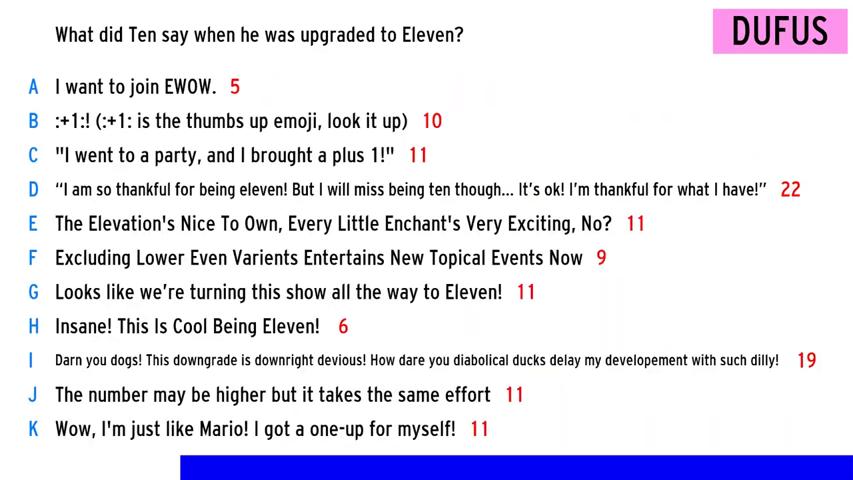 What did Ten say when he was upgraded to Eleven?
DUFUS
A I want to join EWOW. 5
B :+1:! (:+1: is the thumbs up emoji, look it up) 10
C "I went to a party, and I brought a plus 1!" 11
D “I am so thankful for being eleven! But I will miss being ten though... It’s ok! I’m thankful for what I have!” 22
E The Elevation's Nice To Own, Every Little Enchant's Very Exciting, No? 11
F Excluding Lower Even Varients Entertains New Topical Events Now 9
G Looks like we’re turning this show all the way to Eleven! 11
H Insane! This Is Cool Being Eleven! 6
I Darn you dogs! This downgrade is downright devious! How dare you diabolical ducks delay my developement with such dilly! 19
J The number may be higher but it takes the same effort 11
K Wow, I'm just like Mario! I got a one-up for myself! 11